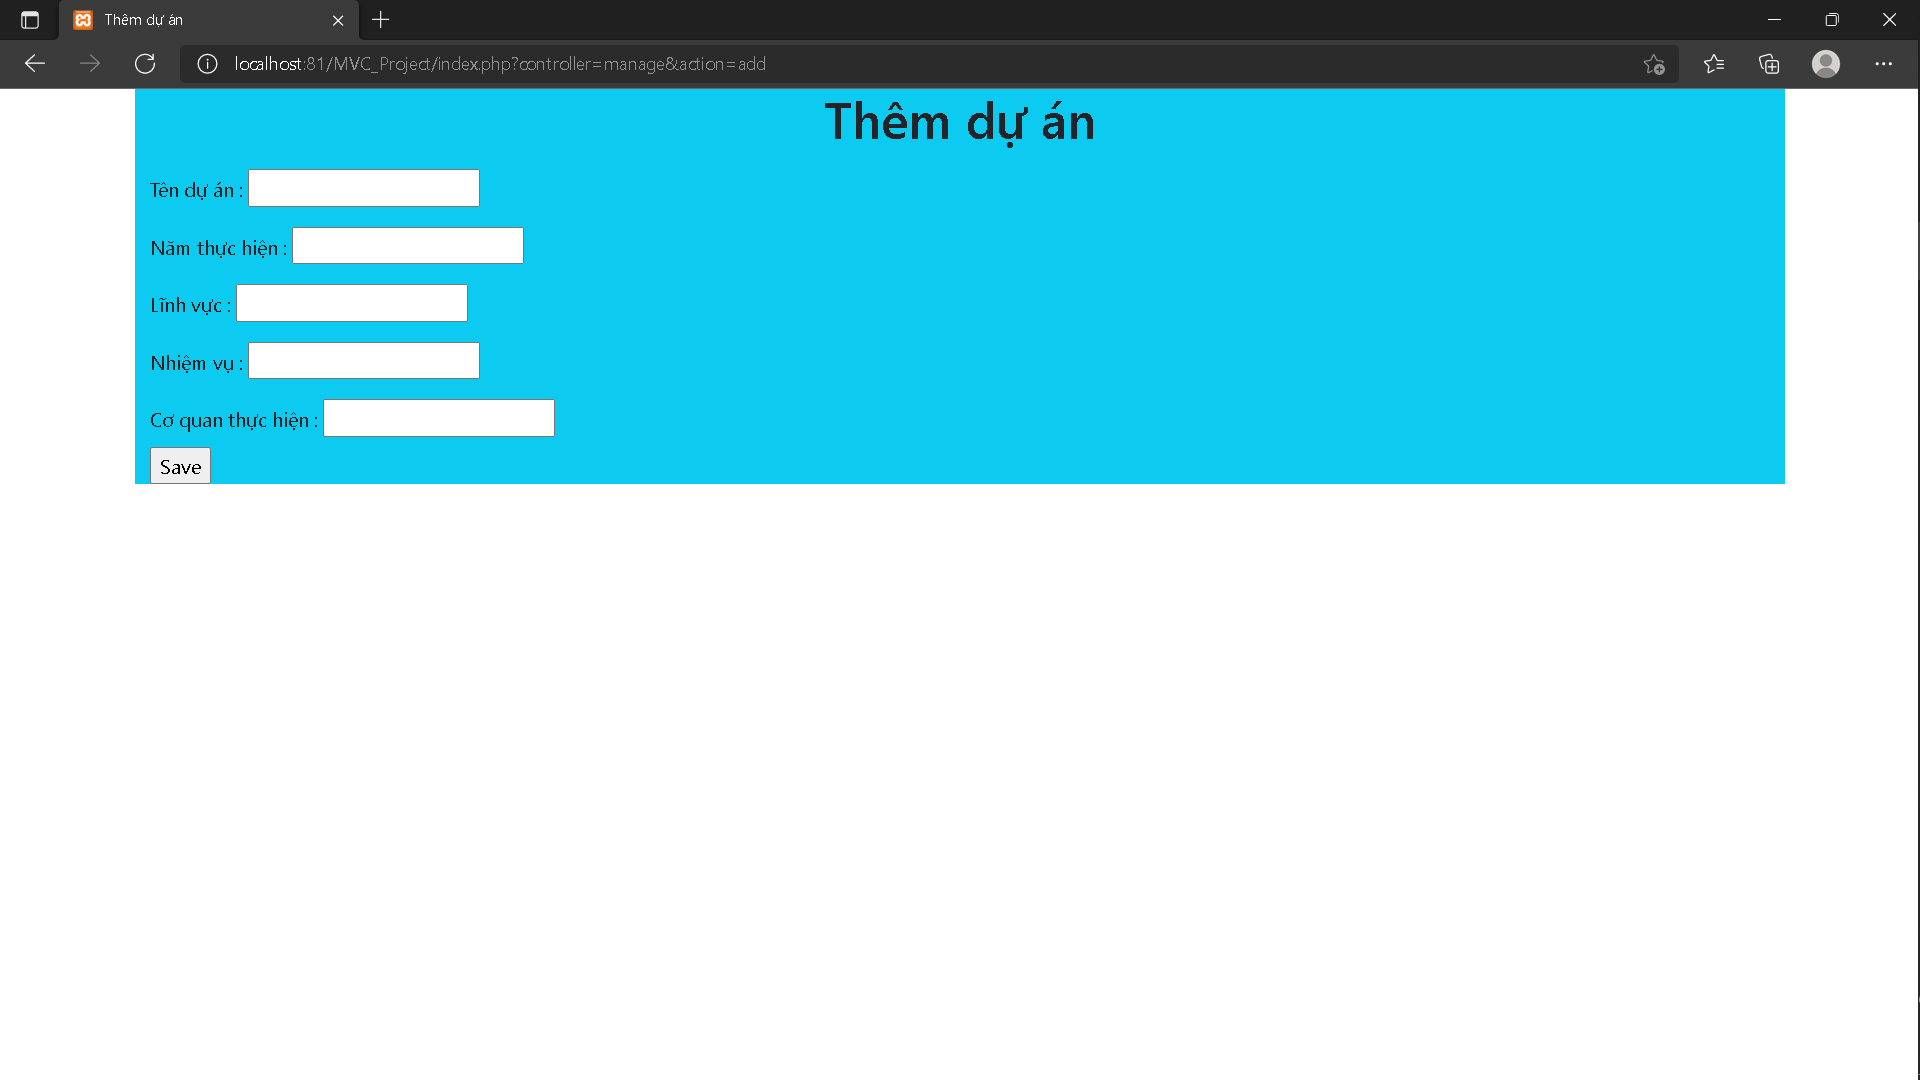 Thêm dự án
localhost:81/MVC_Project/index.php?controller=manage&action=add
Thêm dự án
Tên dự án :
Năm thực hiện :
Lĩnh vực :
Nhiệm vụ :
Cơ quan thực hiện :
Save